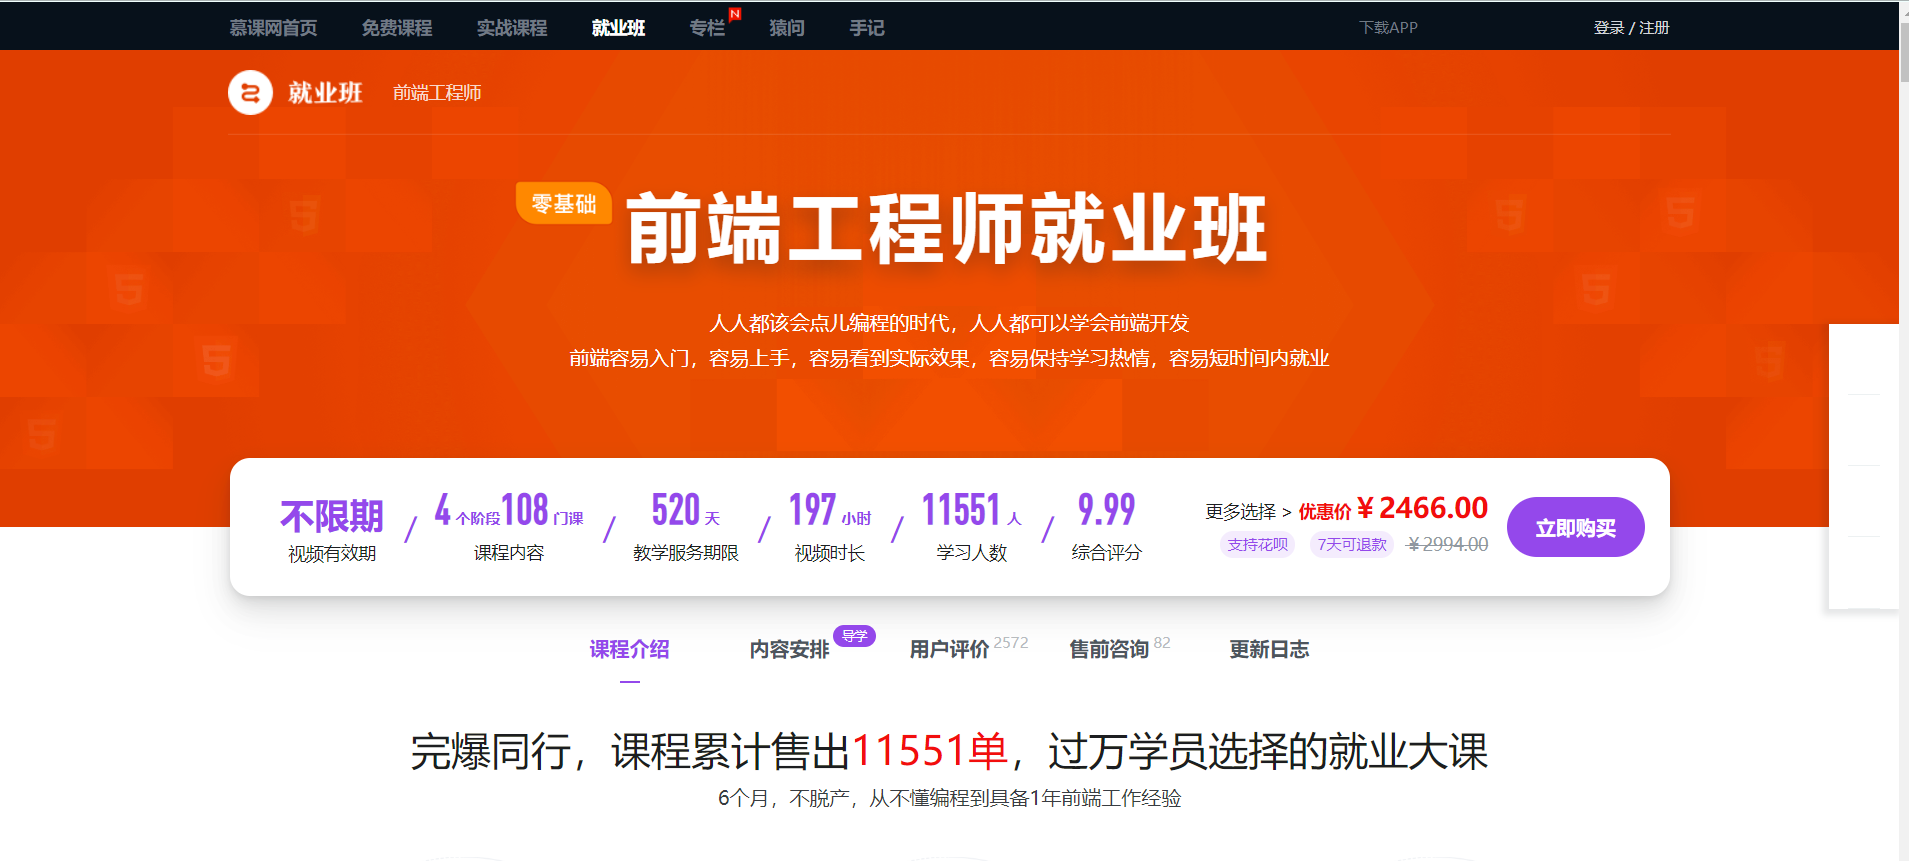 慕课网首页 免费课程 实战课程 就业班 专栏 N 猿问 手记 下载APP 登录 / 注册
就业班 前端工程师
零基础 前端工程师就业班
人人都该会点儿编程的时代，人人都可以学会前端开发
前端容易入门，容易上手，容易看到实际效果，容易保持学习热情，容易短时间内就业
不限期 / 4 个阶段 108 门课 / 520 天 / 197 小时 / 11551 人 / 9.99
视频有效期 课程内容 教学服务期限 视频时长 学习人数 综合评分
更多选择 > 优惠价 ¥ 2466.00
支持花呗 7天可退款 ¥2994.00
立即购买
课程介绍 内容安排 导学 用户评价 2572 售前咨询 82 更新日志
完爆同行，课程累计售出11551单，过万学员选择的就业大课
6个月，不脱产，从不懂编程到具备1年前端工作经验